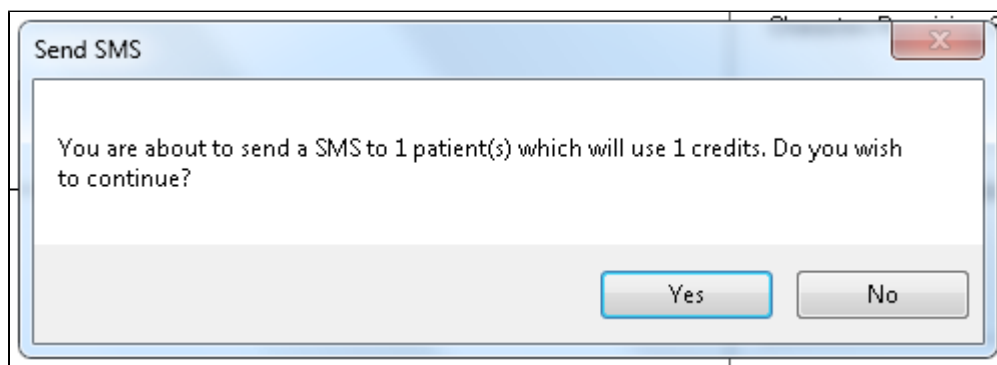 Send SMS
You are about to send a SMS to 1 patient(s) which will use 1 credits. Do you wish
to continue?
Yes
No